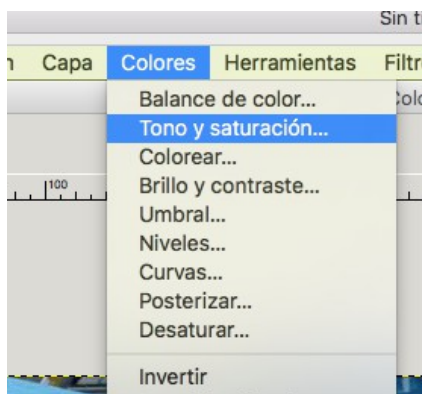 Sin t
n Capa Colores Herramientas Filtr
Balance de color...
Colo
Tono y saturación...
Colorear...
Brillo y contraste...
100
Umbral...
Niveles...
Curvas...
Posterizar...
Desaturar...
Invertir